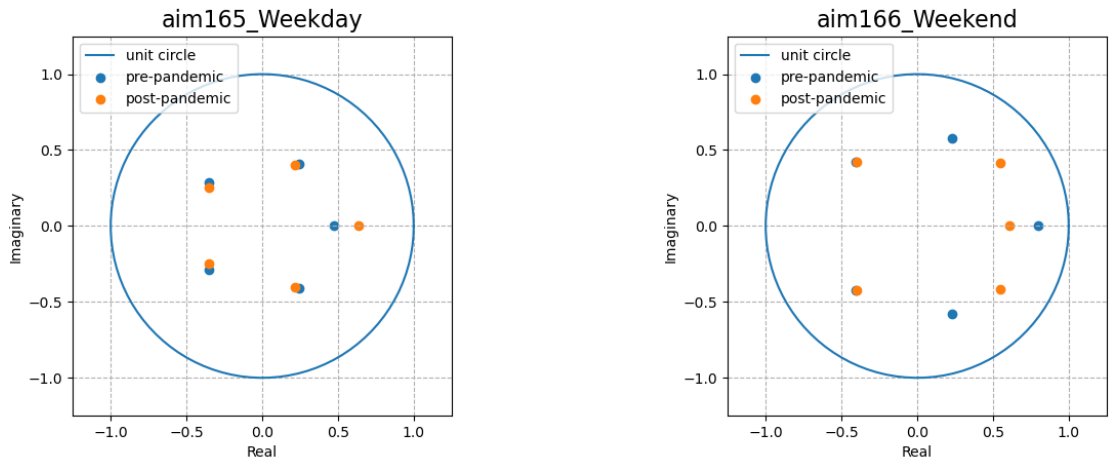 aim165_Weekday
unit circle
pre-pandemic
post-pandemic
1.0
0.5
0.0
−0.5
−1.0
Imaginary
−1.0 −0.5 0.0 0.5 1.0
Real
aim166_Weekend
unit circle
pre-pandemic
post-pandemic
1.0
0.5
0.0
−0.5
−1.0
Imaginary
−1.0 −0.5 0.0 0.5 1.0
Real